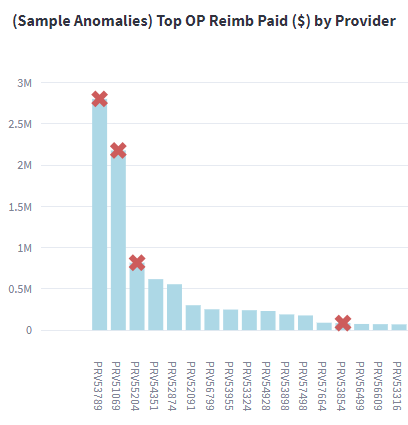 (Sample Anomalies) Top OP Reimb Paid ($) by Provider
3M
2.5M
2M
1.5M
1M
0.5M
0
PRV53789
PRV51069
PRV55204
PRV54351
PRV52874
PRV52091
PRV56799
PRV53955
PRV53324
PRV54928
PRV53898
PRV57498
PRV57664
PRV53854
PRV56499
PRV56609
PRV53316